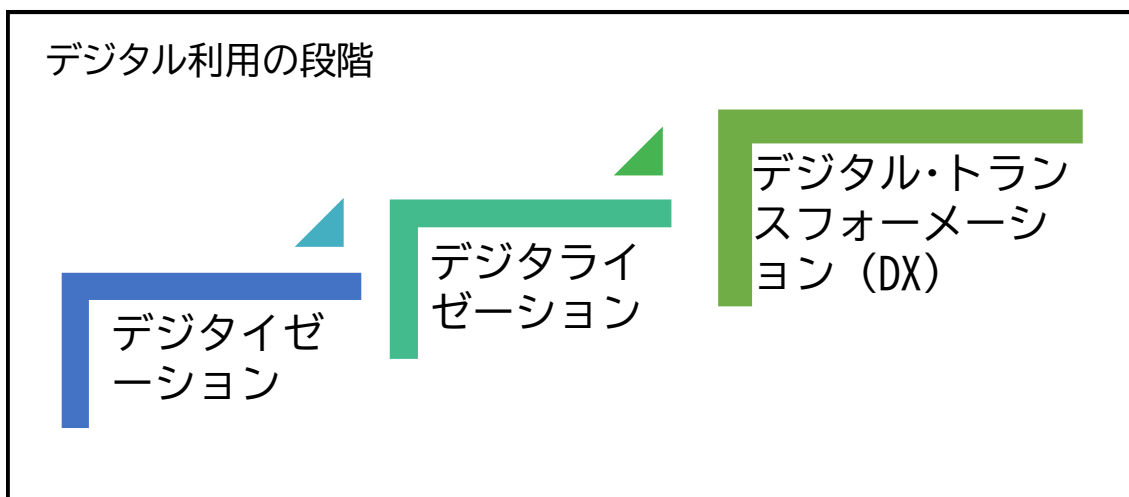 デジタル利用の段階
デジタイゼ
ーション
デジタライ
ゼーション
デジタル・トラン
スフォーメーシ
ョン（DX）